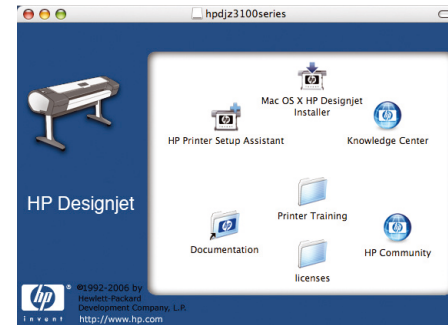 hpdjz3100series
Mac OS X HP Designjet
Installer
HP Printer Setup Assistant
Knowledge Center
HP Designjet
Printer Training
Documentation
HP Community
licenses
hp
invent
®
©1992-2006 by
Hewlett-Packard
Development Company, L.P.
http://www.hp.com